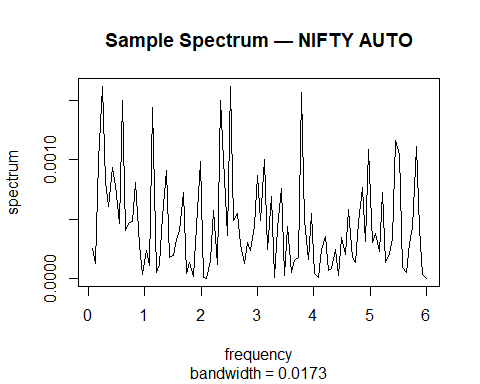 Sample Spectrum — NIFTY AUTO
spectrum
0.0010
0.0000
0 1 2 3 4 5 6
frequency
bandwidth = 0.0173